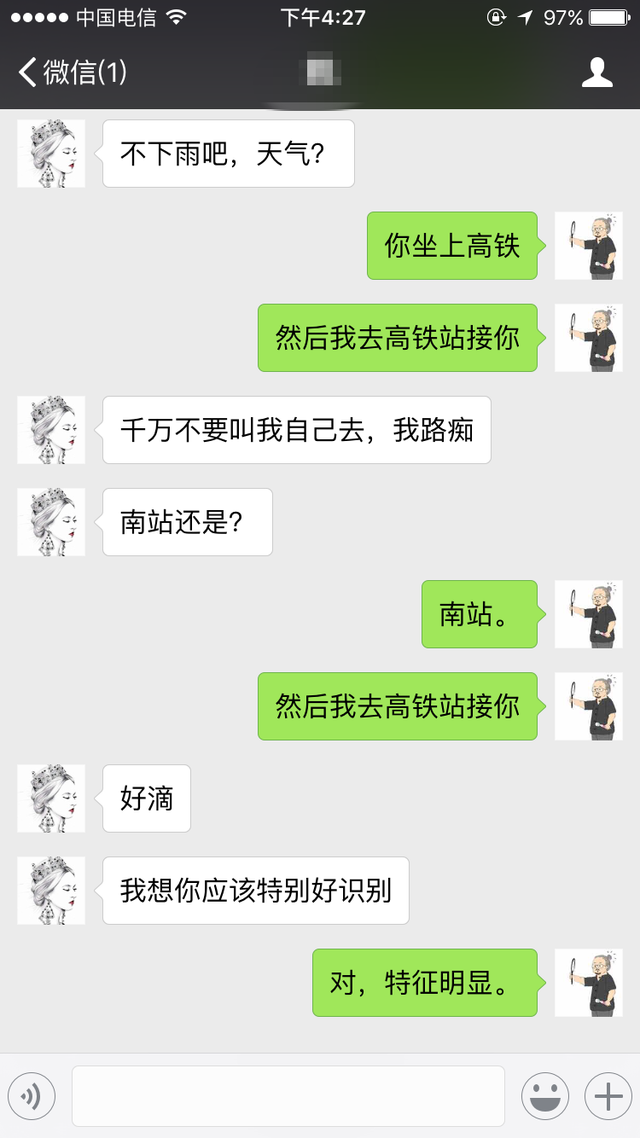 中国电信 下午4:27 97%
微信(1)
不下雨吧，天气？
你坐上高铁
然后我去高铁站接你
千万不要叫我自己去，我路痴
南站还是？
南站。
然后我去高铁站接你
好滴
我想你应该特别好识别
对，特征明显。